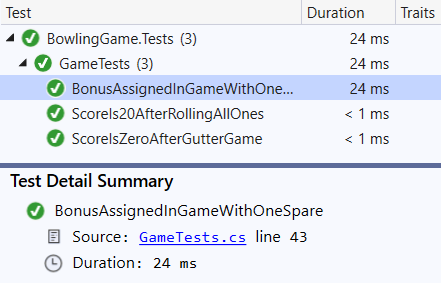 Test Duration Traits
BowlingGame.Tests (3) 24 ms
GameTests (3) 24 ms
BonusAssignedInGameWithOne... 24 ms
ScoreIs20AfterRollingAllOnes < 1 ms
ScoreIsZeroAfterGutterGame < 1 ms
Test Detail Summary
BonusAssignedInGameWithOneSpare
Source: GameTests.cs line 43
Duration: 24 ms